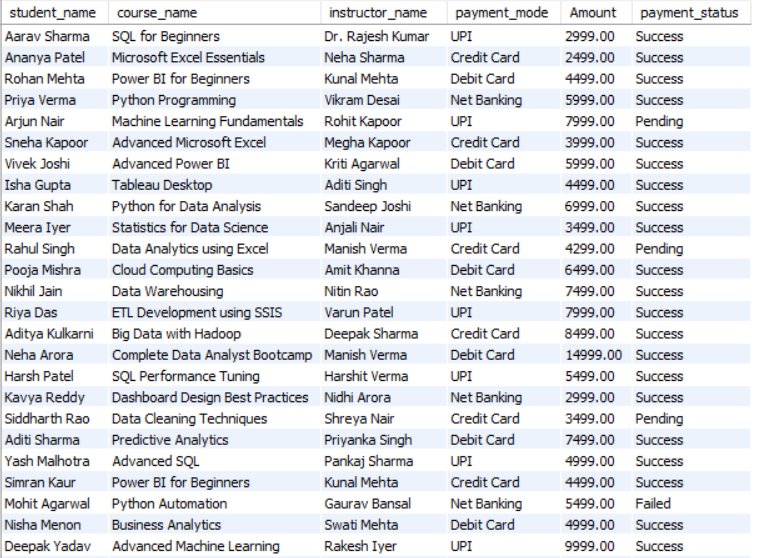 student_name course_name instructor_name payment_mode Amount payment_status
Aarav Sharma SQL for Beginners Dr. Rajesh Kumar UPI 2999.00 Success
Ananya Patel Microsoft Excel Essentials Neha Sharma Credit Card 2499.00 Success
Rohan Mehta Power BI for Beginners Kunal Mehta Debit Card 4499.00 Success
Priya Verma Python Programming Vikram Desai Net Banking 5999.00 Success
Arjun Nair Machine Learning Fundamentals Rohit Kapoor UPI 7999.00 Pending
Sneha Kapoor Advanced Microsoft Excel Megha Kapoor Credit Card 3999.00 Success
Vivek Joshi Advanced Power BI Kriti Agarwal Debit Card 5999.00 Success
Isha Gupta Tableau Desktop Aditi Singh UPI 4499.00 Success
Karan Shah Python for Data Analysis Sandeep Joshi Net Banking 6999.00 Success
Meera Iyer Statistics for Data Science Anjali Nair UPI 3499.00 Success
Rahul Singh Data Analytics using Excel Manish Verma Credit Card 4299.00 Pending
Pooja Mishra Cloud Computing Basics Amit Khanna Debit Card 6499.00 Success
Nikhil Jain Data Warehousing Nitin Rao Net Banking 7499.00 Success
Riya Das ETL Development using SSIS Varun Patel UPI 7999.00 Success
Aditya Kulkarni Big Data with Hadoop Deepak Sharma Credit Card 8499.00 Success
Neha Arora Complete Data Analyst Bootcamp Manish Verma Debit Card 14999.00 Success
Harsh Patel SQL Performance Tuning Harshit Verma UPI 5499.00 Success
Kavya Reddy Dashboard Design Best Practices Nidhi Arora Net Banking 2999.00 Success
Siddharth Rao Data Cleaning Techniques Shreya Nair Credit Card 3499.00 Pending
Aditi Sharma Predictive Analytics Priyanka Singh Debit Card 7499.00 Success
Yash Malhotra Advanced SQL Pankaj Sharma UPI 4999.00 Success
Simran Kaur Power BI for Beginners Kunal Mehta Credit Card 4499.00 Success
Mohit Agarwal Python Automation Gaurav Bansal Net Banking 5499.00 Failed
Nisha Menon Business Analytics Swati Mehta Debit Card 4999.00 Success
Deepak Yadav Advanced Machine Learning Rakesh Iyer UPI 9999.00 Success